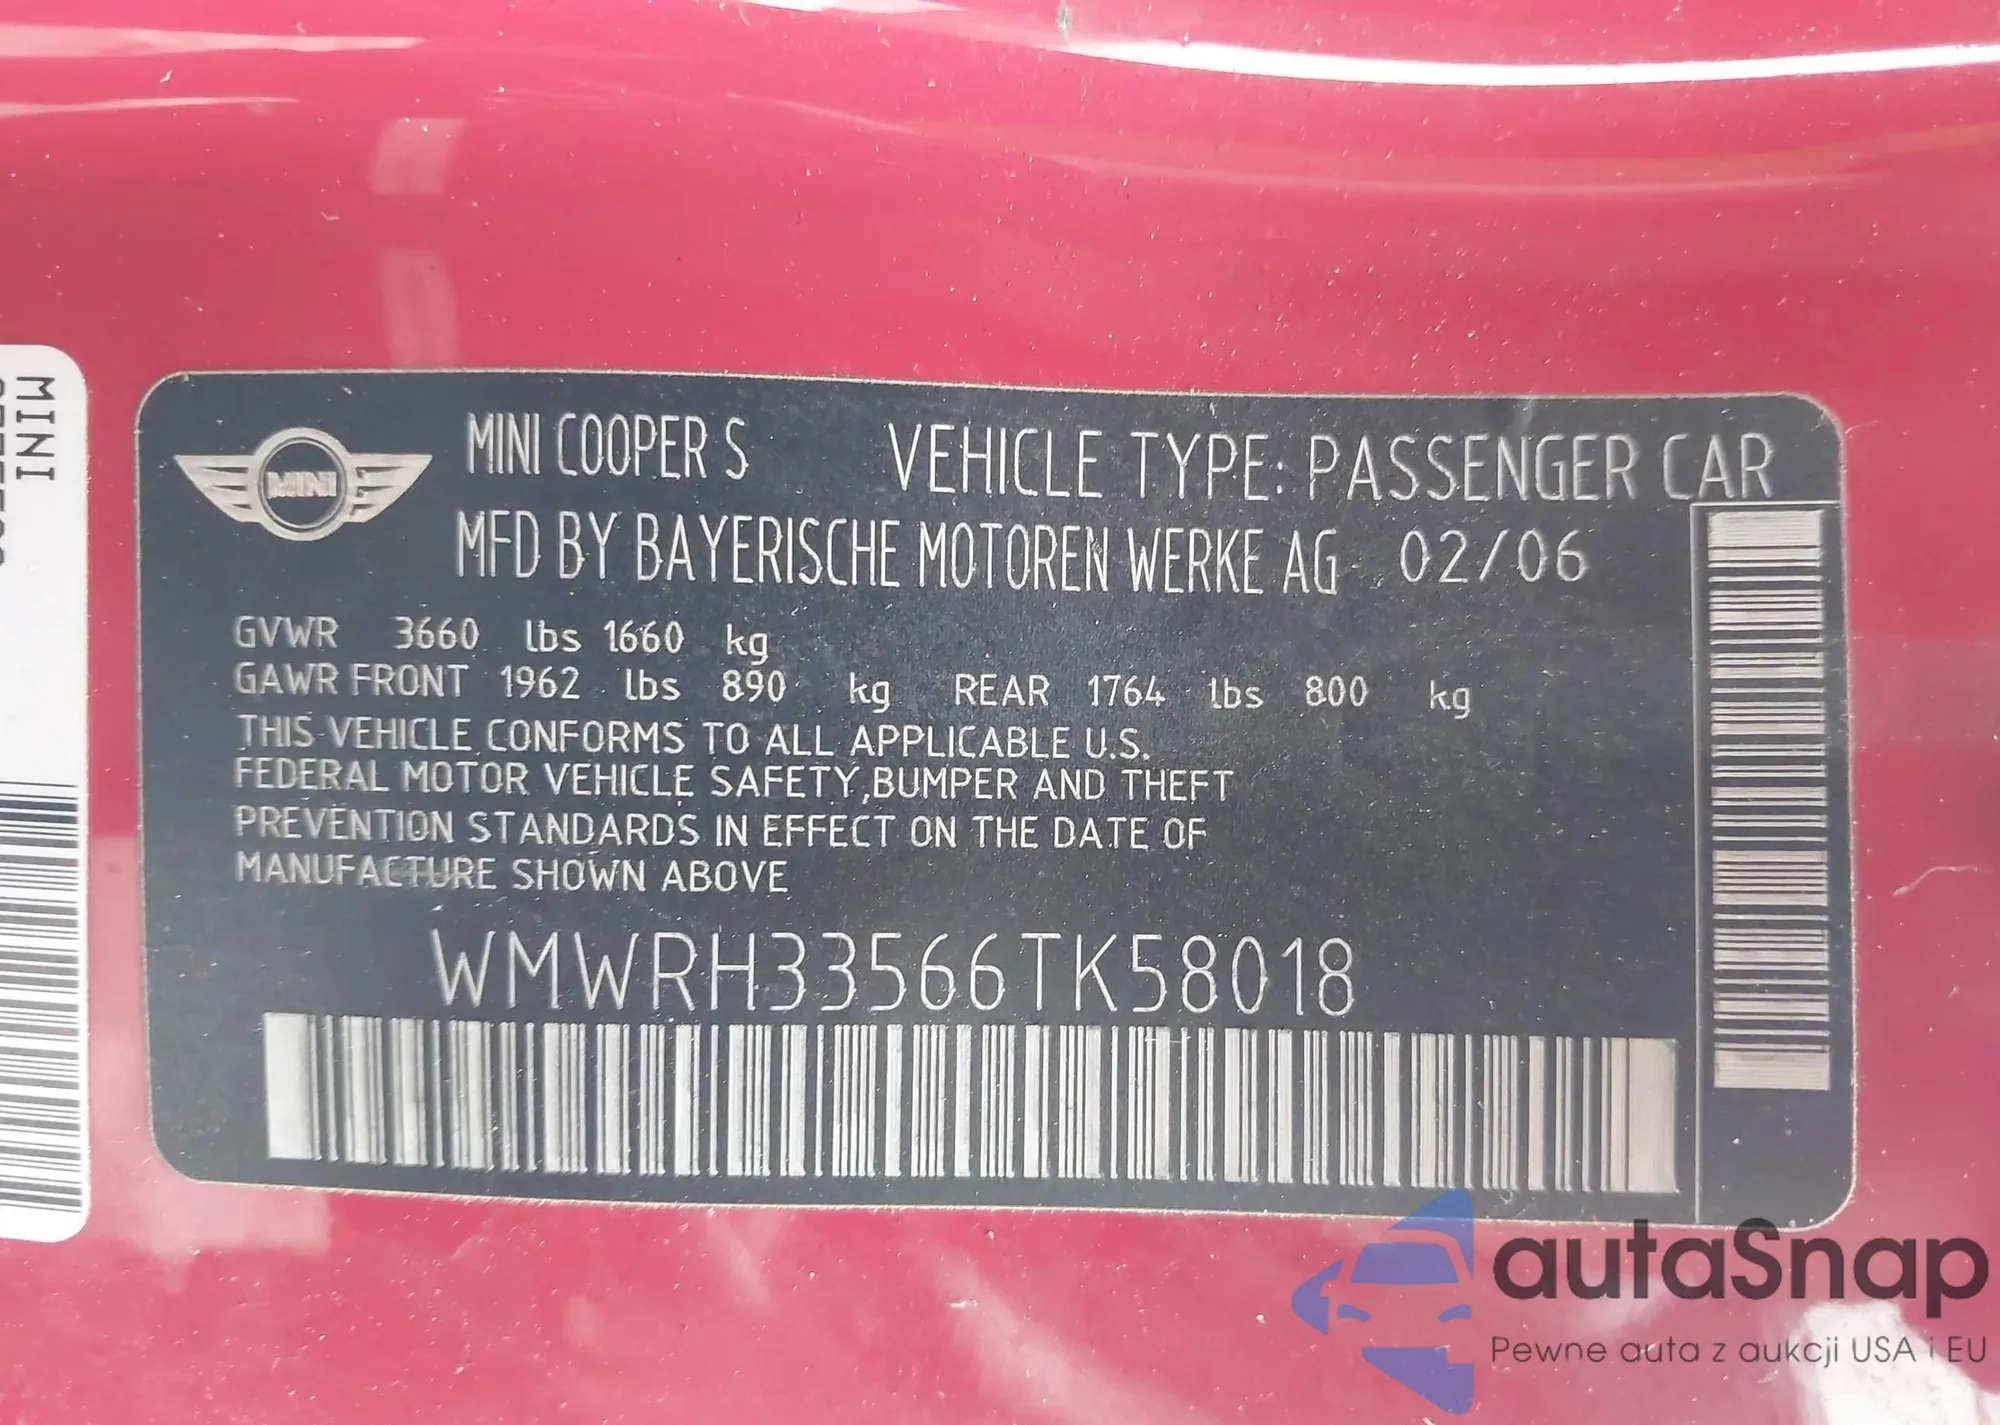 MINI
MINI
MINI COOPER S VEHICLE TYPE: PASSENGER CAR
MFD BY BAYERISCHE MOTOREN WERKE AG 02/06
GVWR 3660 lbs 1660 kg
GAWR FRONT 1962 lbs 890 kg REAR 1764 lbs 800 kg
THIS VEHICLE CONFORMS TO ALL APPLICABLE U.S.
FEDERAL MOTOR VEHICLE SAFETY,BUMPER AND THEFT
PREVENTION STANDARDS IN EFFECT ON THE DATE OF
MANUFACTURE SHOWN ABOVE
WMWRH33566TK58018
autaSnap
Pewne auta z aukcji USA i EU